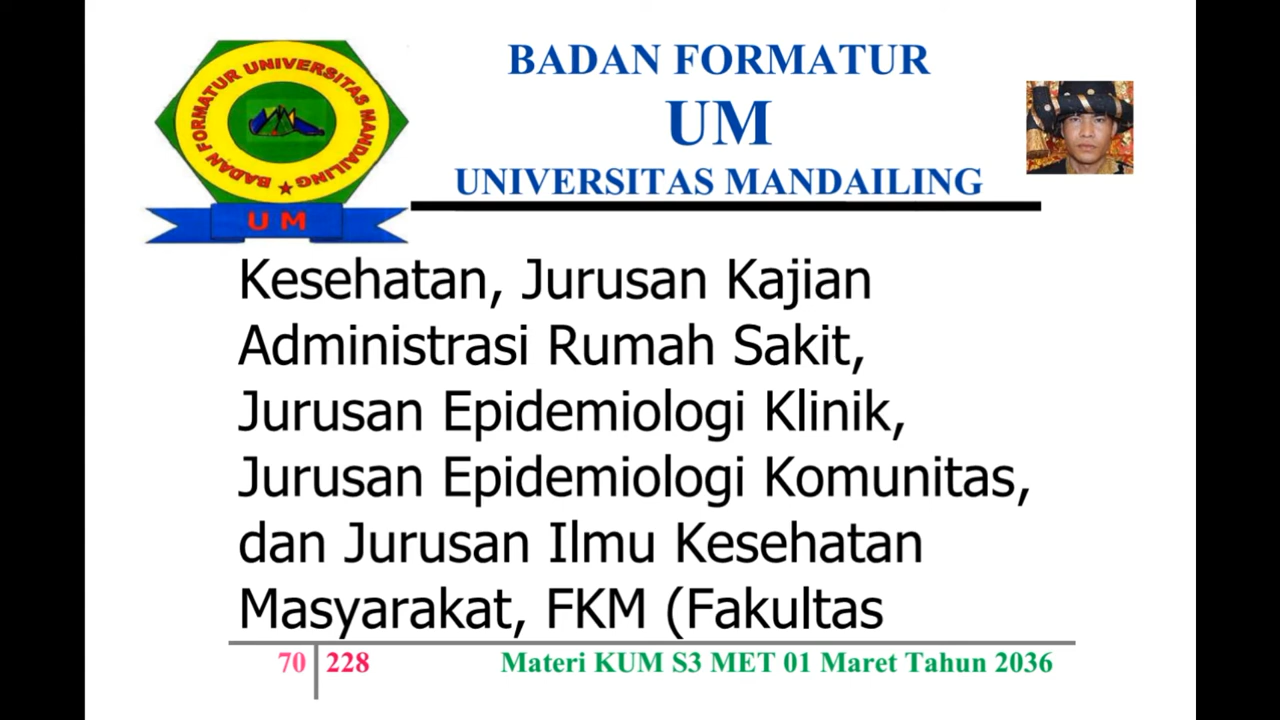 BADAN FORMATUR UNIVERSITAS MANDAILING
U M
BADAN FORMATUR
UM
UNIVERSITAS MANDAILING
Kesehatan, Jurusan Kajian
Administrasi Rumah Sakit,
Jurusan Epidemiologi Klinik,
Jurusan Epidemiologi Komunitas,
dan Jurusan Ilmu Kesehatan
Masyarakat, FKM (Fakultas
70 228 Materi KUM S3 MET 01 Maret Tahun 2036